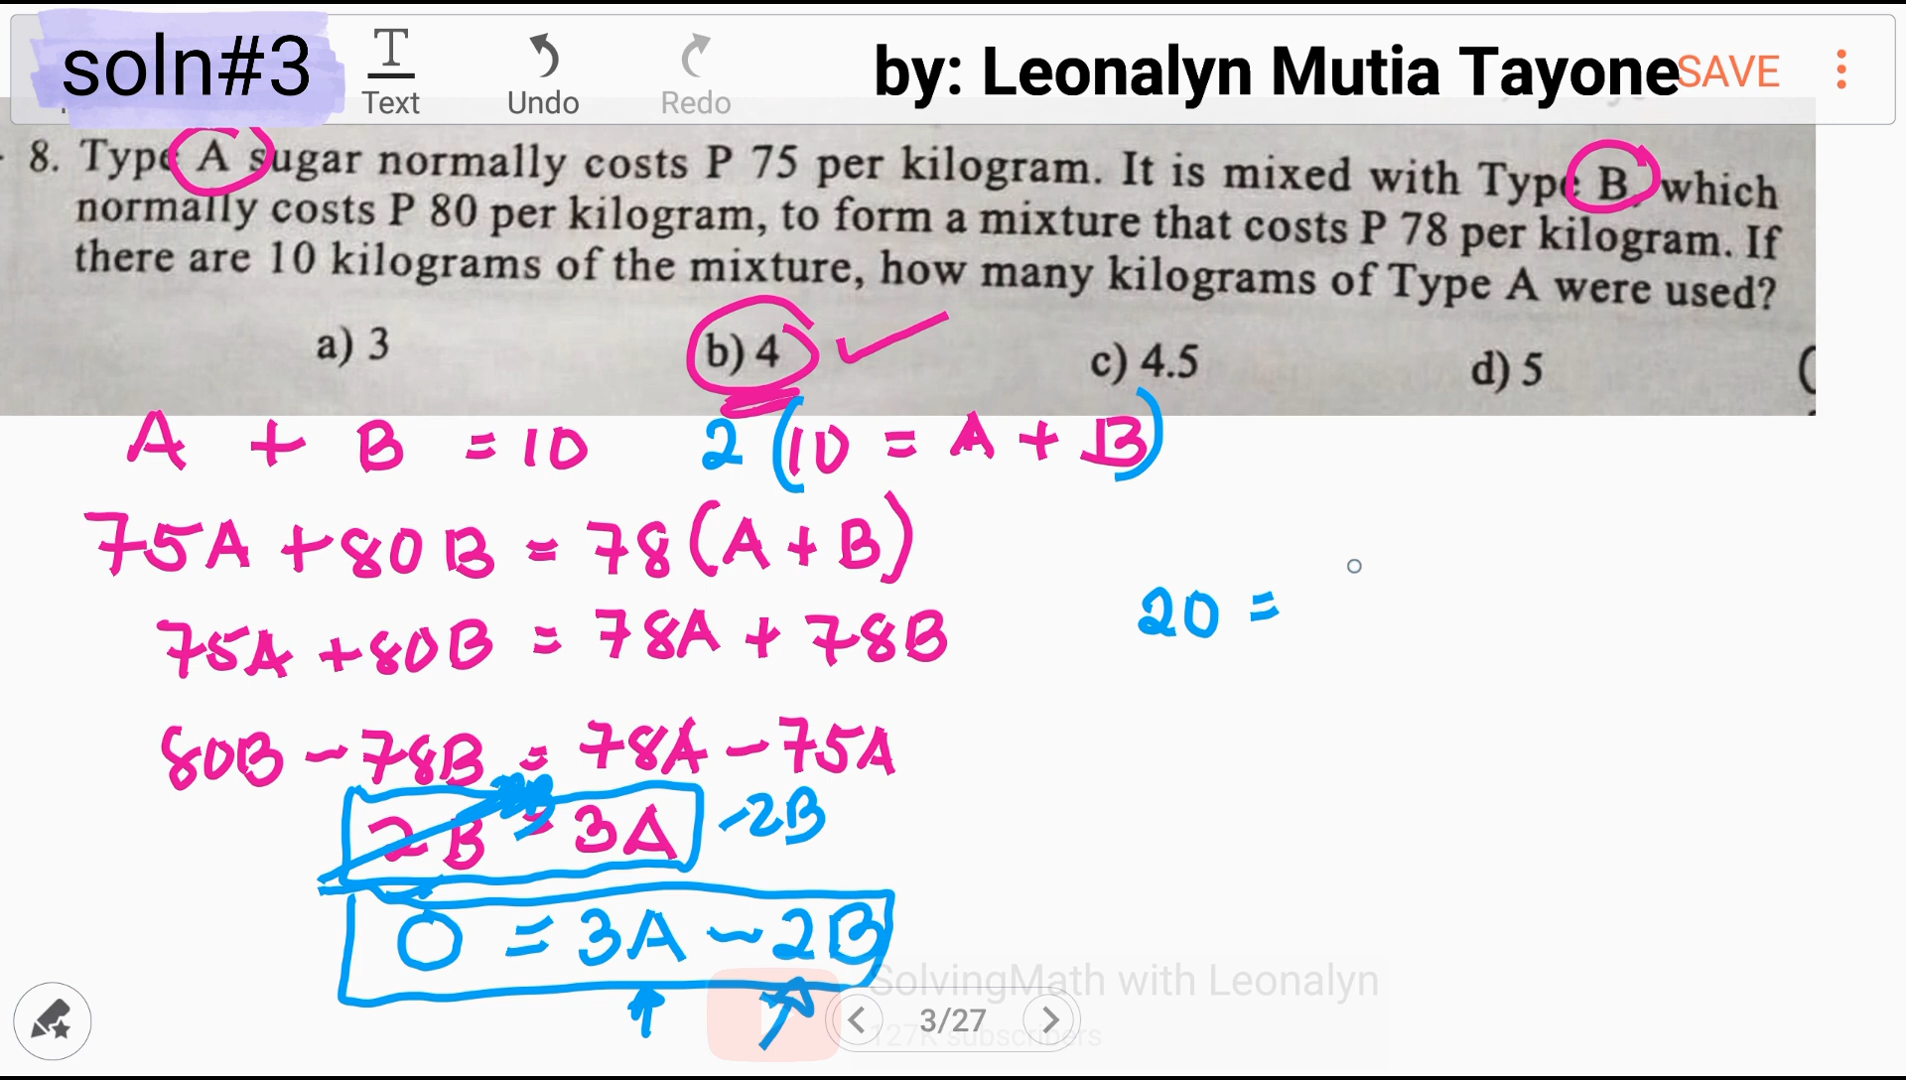 soln#3
T
Text
Undo
Redo
by: Leonalyn Mutia Tayone
SAVE
8. Type A sugar normally costs P 75 per kilogram. It is mixed with Type B, which
normally costs P 80 per kilogram, to form a mixture that costs P 78 per kilogram. If
there are 10 kilograms of the mixture, how many kilograms of Type A were used?
a) 3 b) 4 c) 4.5 d) 5
A + B = 10 2 (10 = A + B)
75A + 80B = 78(A + B)
20 =
75A + 80B = 78A + 78B
80B - 78B = 78A - 75A
2B = 3A -2B
0 = 3A - 2B
SolvingMath with Leonalyn
3/27
127K subscribers